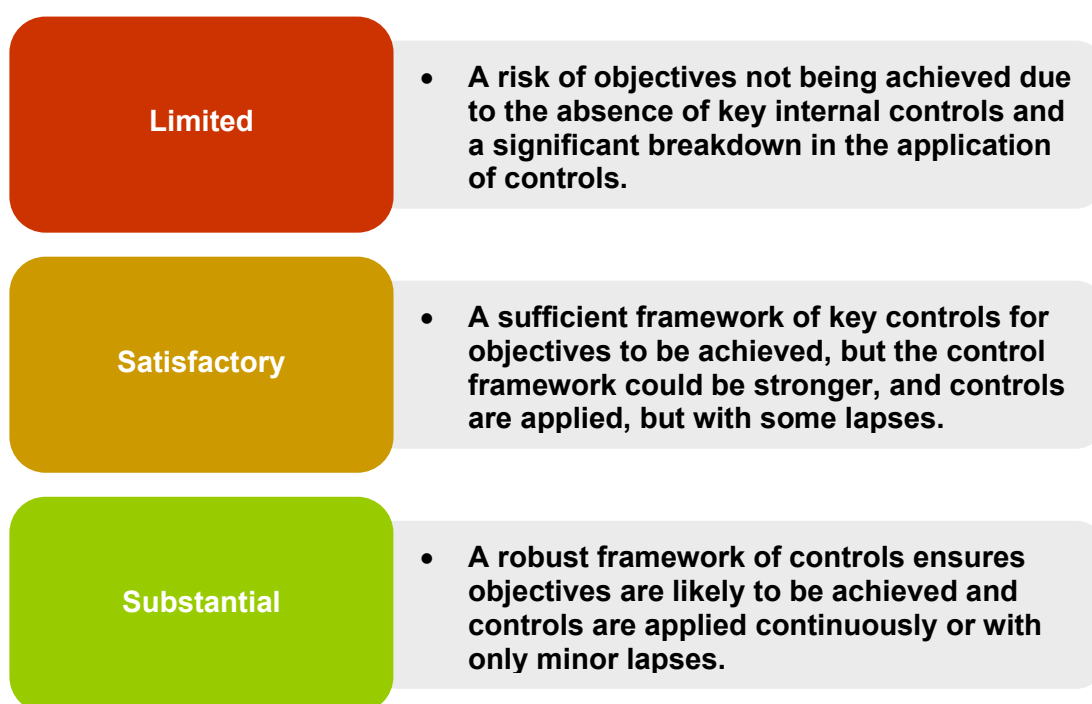 Limited
• A risk of objectives not being achieved due
to the absence of key internal controls and
a significant breakdown in the application
of controls.
Satisfactory
• A sufficient framework of key controls for
objectives to be achieved, but the control
framework could be stronger, and controls
are applied, but with some lapses.
Substantial
• A robust framework of controls ensures
objectives are likely to be achieved and
controls are applied continuously or with
only minor lapses.